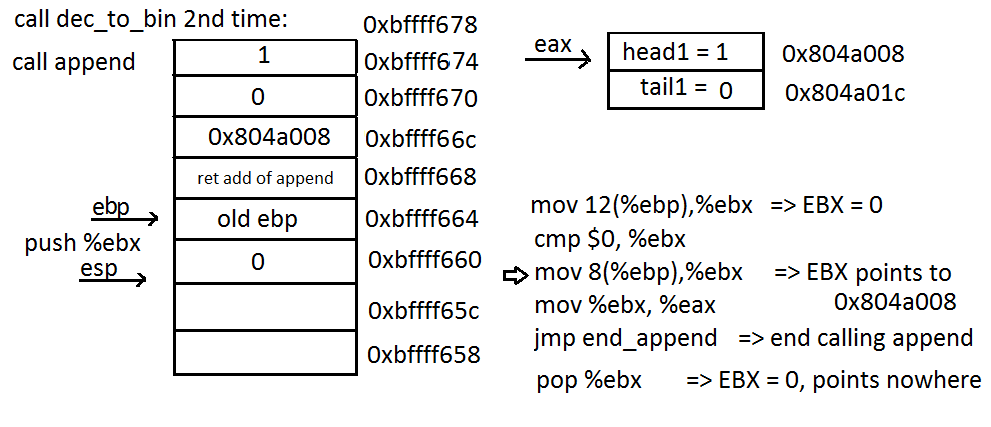 call dec_to_bin 2nd time:
0xbffff678
call append
1
0xbffff674
0
0xbffff670
0x804a008
0xbffff66c
ret add of append
0xbffff668
ebp
old ebp
0xbffff664
push %ebx
esp
0
0xbffff660
0xbffff65c
0xbffff658
eax
head1 = 1
0x804a008
tail1 = 0
0x804a01c
mov 12(%ebp),%ebx => EBX = 0
cmp $0, %ebx
mov 8(%ebp),%ebx => EBX points to
0x804a008
mov %ebx, %eax
jmp end_append => end calling append
pop %ebx => EBX = 0, points nowhere